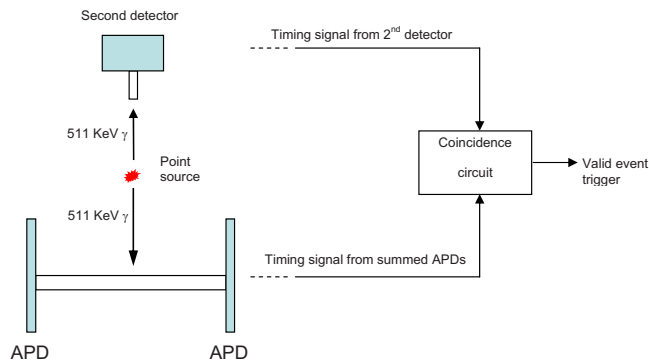 Second detector
Timing signal from 2nd detector
511 KeV γ
Point
source
Coincidence
circuit
Valid event
trigger
511 KeV γ
Timing signal from summed APDs
APD
APD